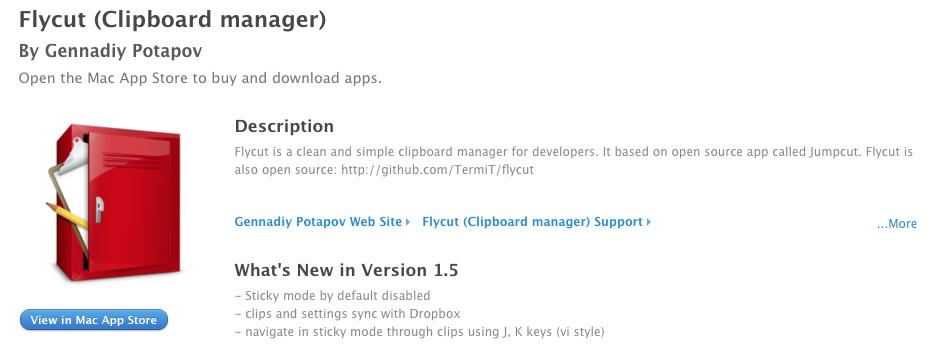 Flycut (Clipboard manager)
By Gennadiy Potapov
Open the Mac App Store to buy and download apps.
Description
Flycut is a clean and simple clipboard manager for developers. It based on open source app called Jumpcut. Flycut is
also open source: http://github.com/TermiT/flycut
Gennadiy Potapov Web Site Flycut (Clipboard manager) Support ...More
What's New in Version 1.5
- Sticky mode by default disabled
- clips and settings sync with Dropbox
- navigate in sticky mode through clips using J, K keys (vi style)
View in Mac App Store